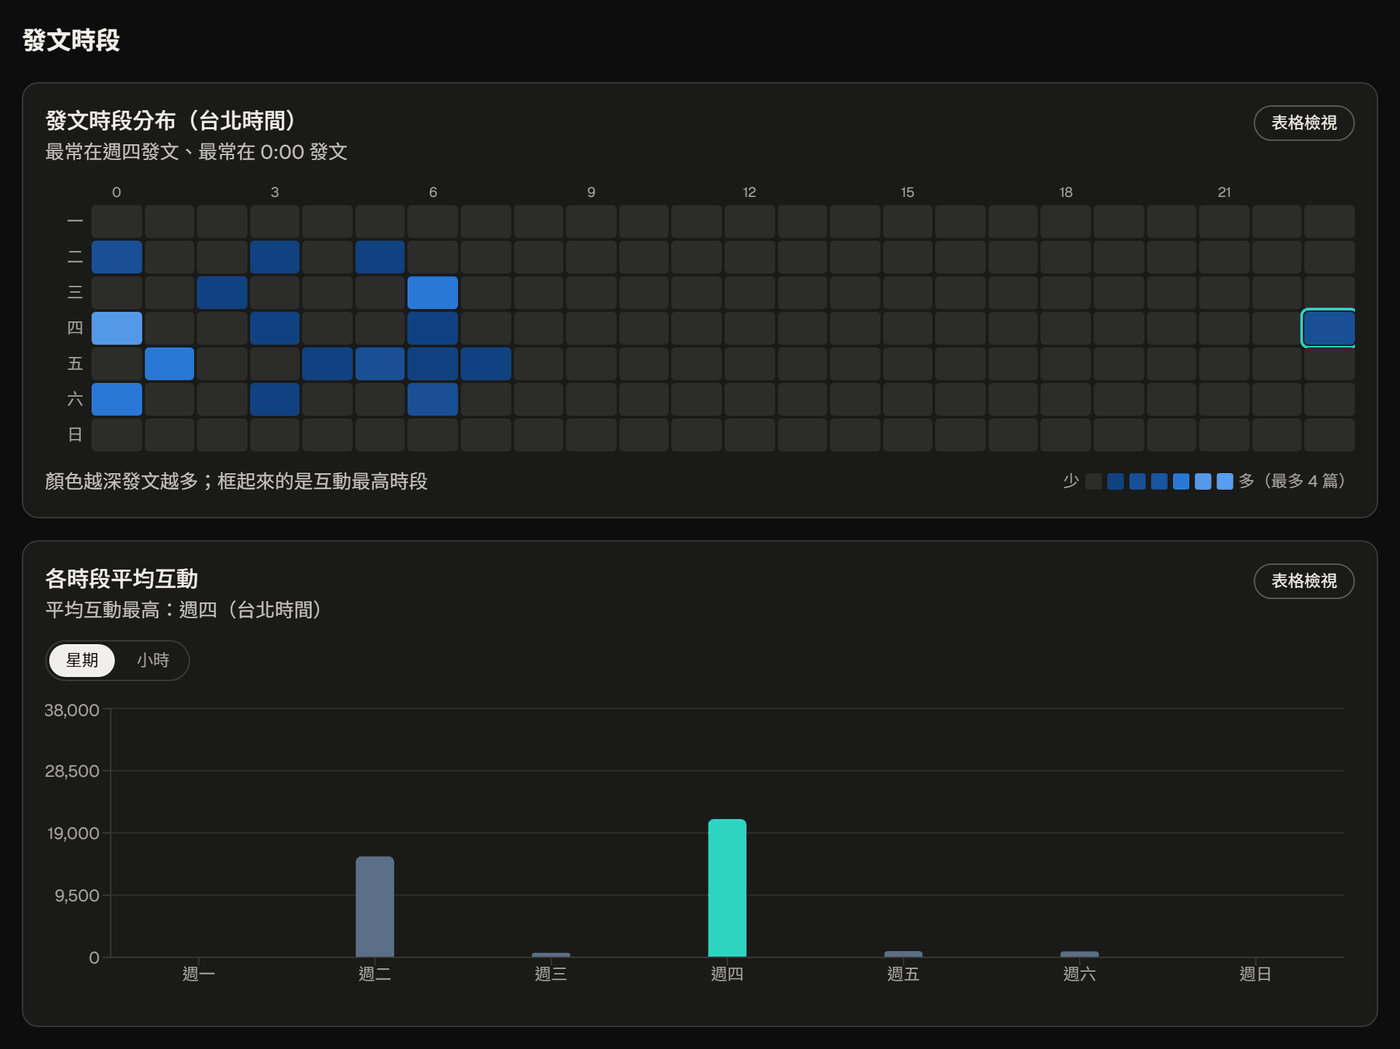 發文時段
發文時段分布（台北時間）
表格檢視
最常在週四發文、最常在 0:00 發文
0 3 6 9 12 15 18 21
一
二
三
四
五
六
日
顏色越深發文越多；框起來的是互動最高時段
少 多（最多 4 篇）
各時段平均互動
表格檢視
平均互動最高：週四（台北時間）
星期 小時
38,000
28,500
19,000
9,500
0
週一 週二 週三 週四 週五 週六 週日